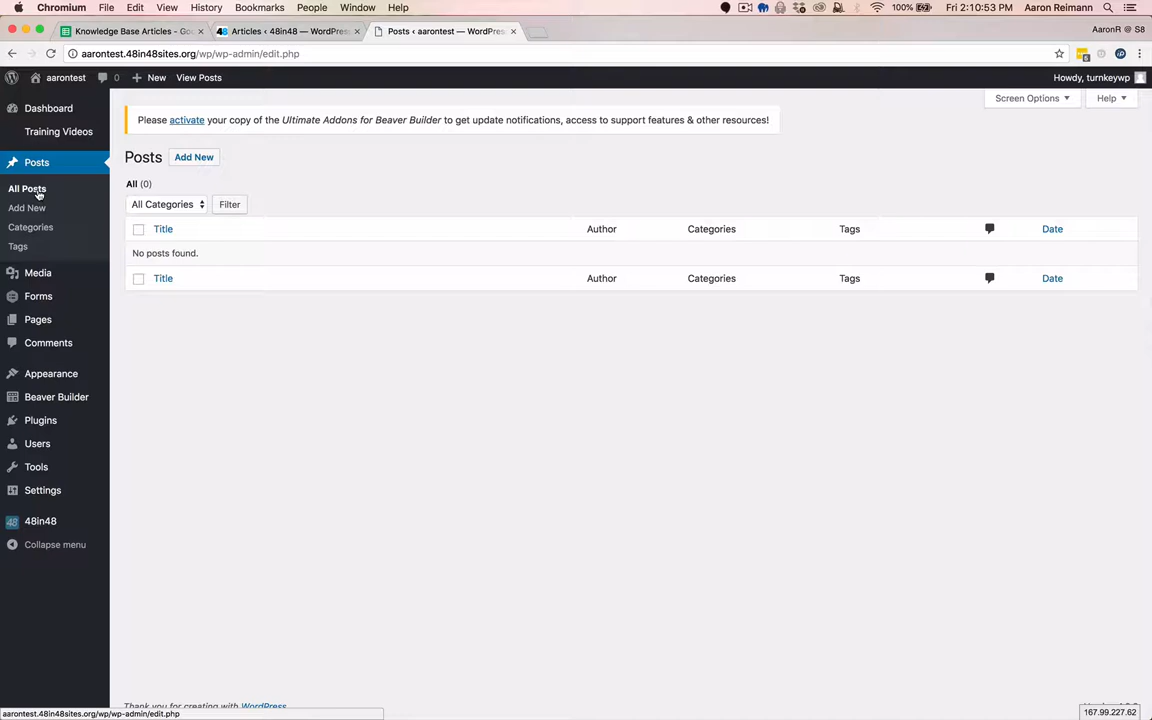 Chromium File Edit View History Bookmarks People Window Help 100% Fri 2:10:53 PM Aaron Reimann
Knowledge Base Articles - Goo Articles ‹ 48in48 — WordPress Posts ‹ aarontest — WordPress AaronR @ S8
aarontest.48in48sites.org/wp/wp-admin/edit.php
aarontest 0 New View Posts Howdy, turnkeywp
Screen Options Help
Dashboard
Training Videos
Posts
All Posts
Add New
Categories
Tags
Media
Forms
Pages
Comments
Appearance
Beaver Builder
Plugins
Users
Tools
Settings
48in48
Collapse menu
Please activate your copy of the Ultimate Addons for Beaver Builder to get update notifications, access to support features & other resources!
Posts Add New
All (0)
All Categories Filter
Title Author Categories Tags Date
No posts found.
Title Author Categories Tags Date
Thank you for creating with WordPress
aarontest.48in48sites.org/wp/wp-admin/edit.php
167.99.227.62